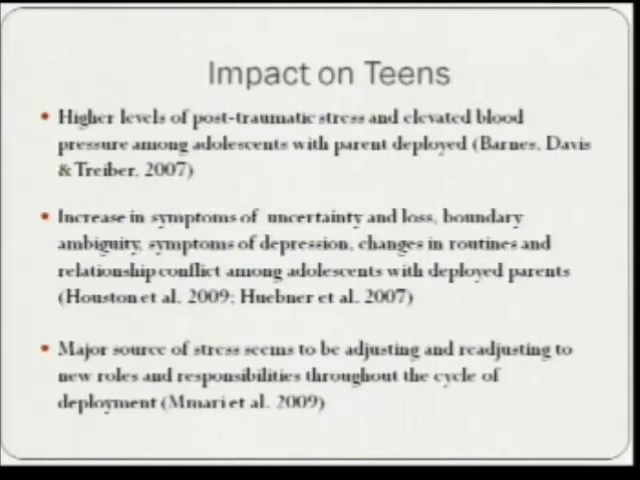 Impact on Teens
• Higher levels of post-traumatic stress and elevated blood
pressure among adolescents with parent deployed (Barnes, Davis
& Treiber, 2007)
• Increase in symptoms of uncertainty and loss, boundary
ambiguity, symptoms of depression, changes in routines and
relationship conflict among adolescents with deployed parents
(Houston et al. 2009; Huebner et al. 2007)
• Major source of stress seems to be adjusting and readjusting to
new roles and responsibilities throughout the cycle of
deployment (Mmari et al. 2009)